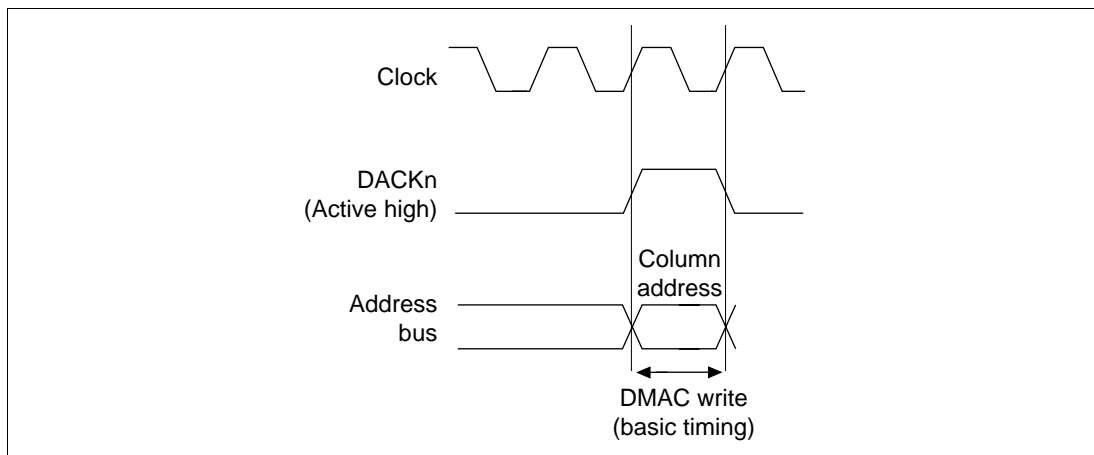 Clock
DACKn
(Active high)
Column
address
Address
bus
DMAC write
(basic timing)